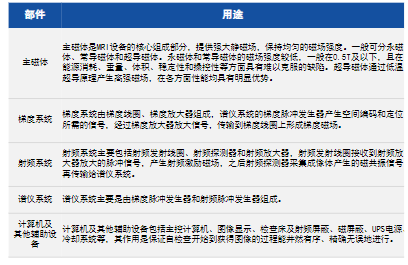 部件
用途
主磁体
主磁体是MRI设备的核心组成部分，提供强大静磁场，保持均匀的磁场强度。一般可分永磁
体、常导磁体和超导磁体。永磁体和常导磁体的磁场强度较低，一般在0.5T及以下，且在
能源消耗、重量、体积、稳定性和操控性等方面具有难以克服的缺陷。超导磁体通过低温
超导原理产生高强磁场，在各方面性能均具有明显优势。
梯度系统
梯度系统由梯度线圈、梯度放大器组成，谱仪系统的梯度脉冲发生器产生空间编码和定位
所需的信号，经过梯度放大器放大信号，传输到梯度线圈上形成梯度磁场。
射频系统
射频系统主要包括射频发射线圈、射频探测器和射频放大器，射频发射线圈接收到射频放
大器放大的脉冲信号，产生射频激励磁场，之后射频探测器采集成像体产生的磁共振信号
再传输给谱仪系统。
谱仪系统
谱仪系统主要是由梯度脉冲发生器和射频脉冲发生器组成。
计算机及
其他辅助设
备
计算机及其他辅助设备包括主控计算机、图像显示、检查床及射频屏蔽、磁屏蔽、UPS电源
冷却系统等，其作用是保证自检查开始到获得图像的过程能井然有序、精确无误地进行。